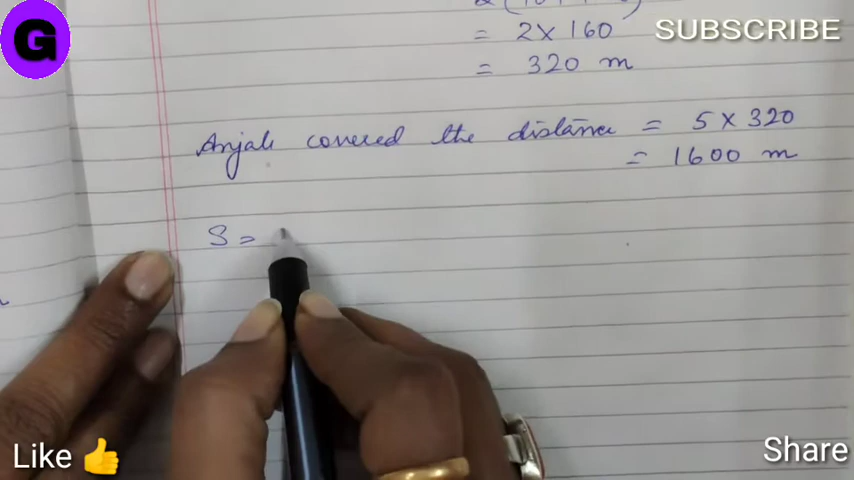 G
SUBSCRIBE
= 2 x 160
= 320 m
Anjali covered the distance = 5 x 320
= 1600 m
S =
Like 👍
Share